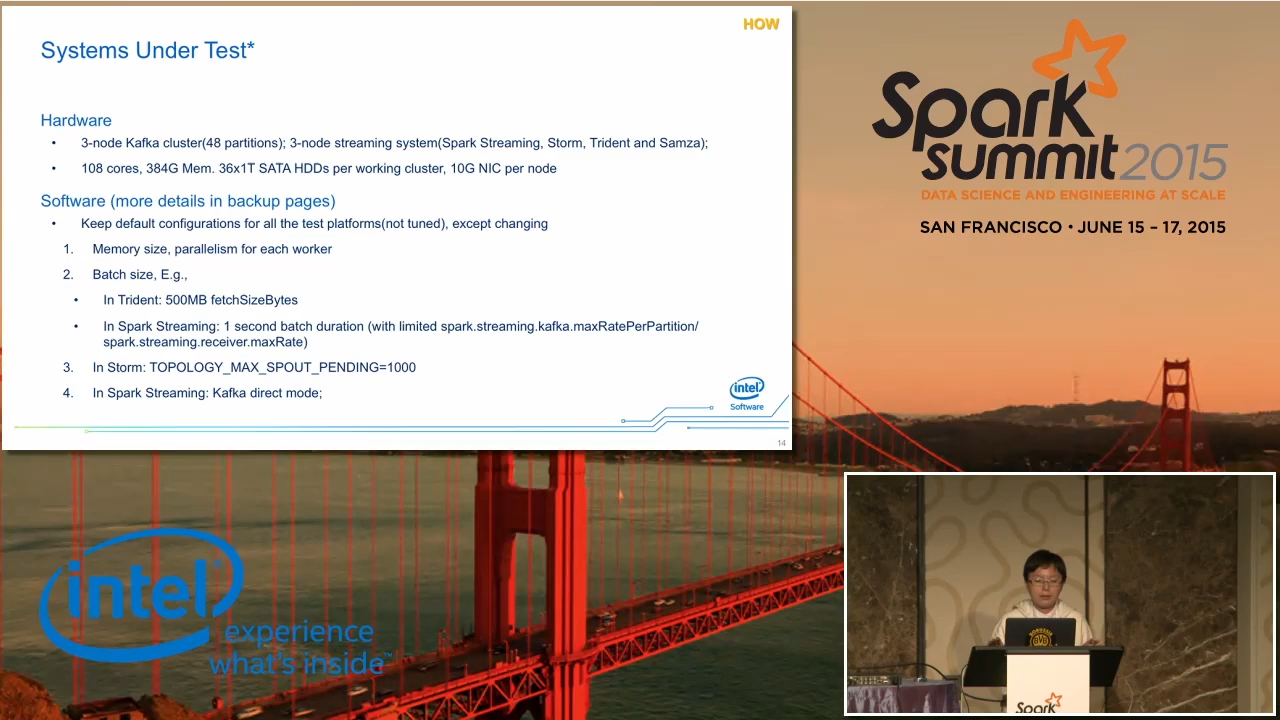 HOW
Systems Under Test*
Hardware
• 3-node Kafka cluster(48 partitions); 3-node streaming system(Spark Streaming, Storm, Trident and Samza);
• 108 cores, 384G Mem. 36x1T SATA HDDs per working cluster, 10G NIC per node
Software (more details in backup pages)
• Keep default configurations for all the test platforms(not tuned), except changing
1. Memory size, parallelism for each worker
2. Batch size, E.g.,
• In Trident: 500MB fetchSizeBytes
• In Spark Streaming: 1 second batch duration (with limited spark.streaming.kafka.maxRatePerPartition/
spark.streaming.receiver.maxRate)
3. In Storm: TOPOLOGY_MAX_SPOUT_PENDING=1000
4. In Spark Streaming: Kafka direct mode;
intel
Software
14
Spark
summit 2015
DATA SCIENCE AND ENGINEERING AT SCALE
SAN FRANCISCO • JUNE 15 – 17, 2015
intel®
experience
what's inside™
BVB
Spark